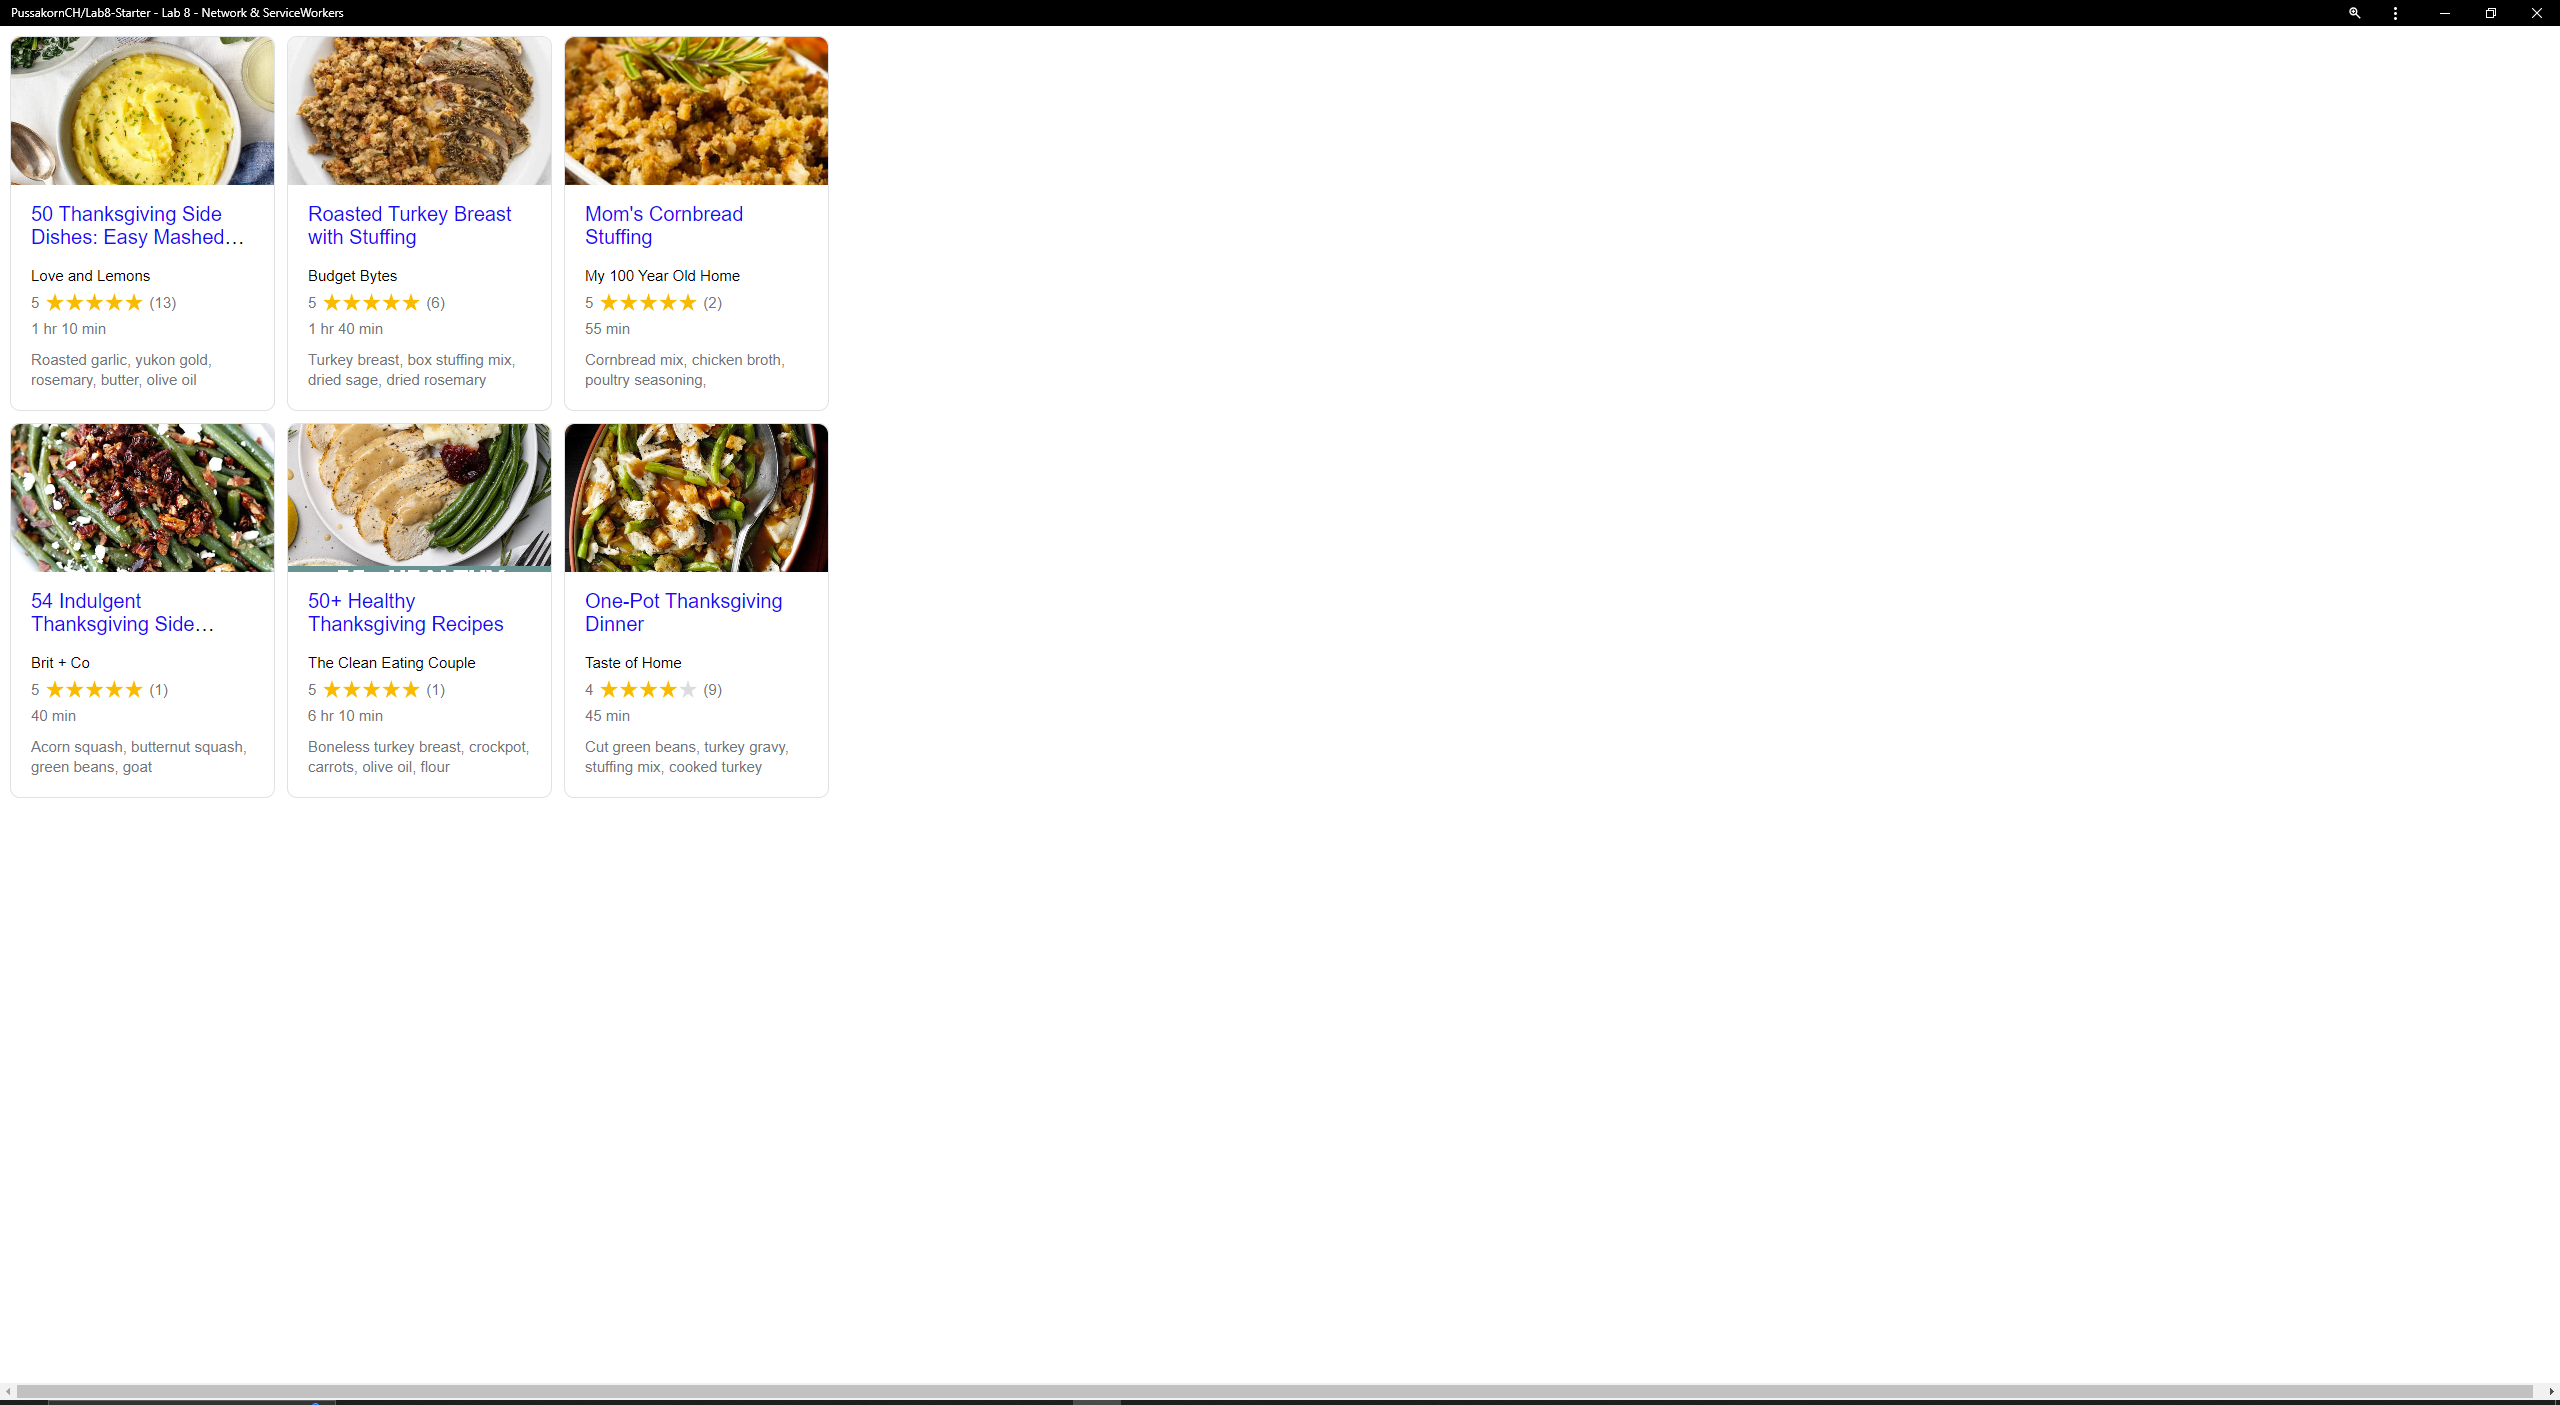 PussakornCH/Lab8-Starter - Lab 8 - Network & ServiceWorkers
50 Thanksgiving Side
Dishes: Easy Mashed…
Love and Lemons
5 ★★★★★ (13)
1 hr 10 min
Roasted garlic, yukon gold,
rosemary, butter, olive oil
Roasted Turkey Breast
with Stuffing
Budget Bytes
5 ★★★★★ (6)
1 hr 40 min
Turkey breast, box stuffing mix,
dried sage, dried rosemary
Mom's Cornbread
Stuffing
My 100 Year Old Home
5 ★★★★★ (2)
55 min
Cornbread mix, chicken broth,
poultry seasoning,
54 Indulgent
Thanksgiving Side…
Brit + Co
5 ★★★★★ (1)
40 min
Acorn squash, butternut squash,
green beans, goat
50+ Healthy
Thanksgiving Recipes
The Clean Eating Couple
5 ★★★★★ (1)
6 hr 10 min
Boneless turkey breast, crockpot,
carrots, olive oil, flour
One-Pot Thanksgiving
Dinner
Taste of Home
4 ★★★★★ (9)
45 min
Cut green beans, turkey gravy,
stuffing mix, cooked turkey